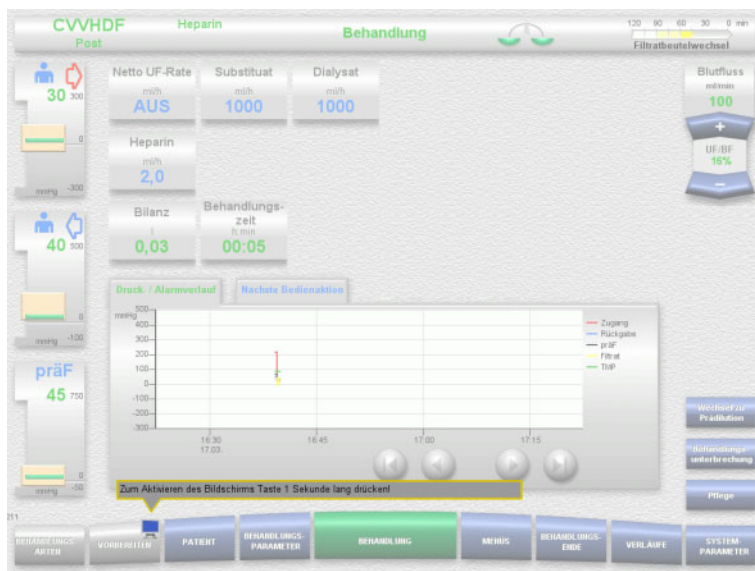 CVVHDF
Post
Heparin
Behandlung
120 90 60 30 0 min
Filtratbeutelwechsel
30 300
0
mmHg -300
40 500
0
mmHg -100
präF
45 750
0
mmHg -50
Netto UF-Rate
ml/h
AUS
Substituat
ml/h
1000
Dialysat
ml/h
1000
Heparin
ml/h
2,0
Bilanz
l
0,03
Behandlungs-
zeit
h:min
00:05
Blutfluss
ml/min
100
+
UF/BF
16%
−
Druck- / Alarmverlauf
Nächste Bedienaktion
mmHg
500
400
300
200
100
0
-100
-200
-300
16:30
17.03.
16:45
17:00
17:15
Zugang
Rückgabe
präF
Filtrat
TMP
Wechsel zu
Prädilution
Behandlungs-
unterbrechung
Pflege
Zum Aktivieren des Bildschirms Taste 1 Sekunde lang drücken!
211
BEHANDLUNGS-
ARTEN
VORBEREITEN
PATIENT
BEHANDLUNGS-
PARAMETER
BEHANDLUNG
MENÜS
BEHANDLUNGS-
ENDE
VERLÄUFE
SYSTEM-
PARAMETER